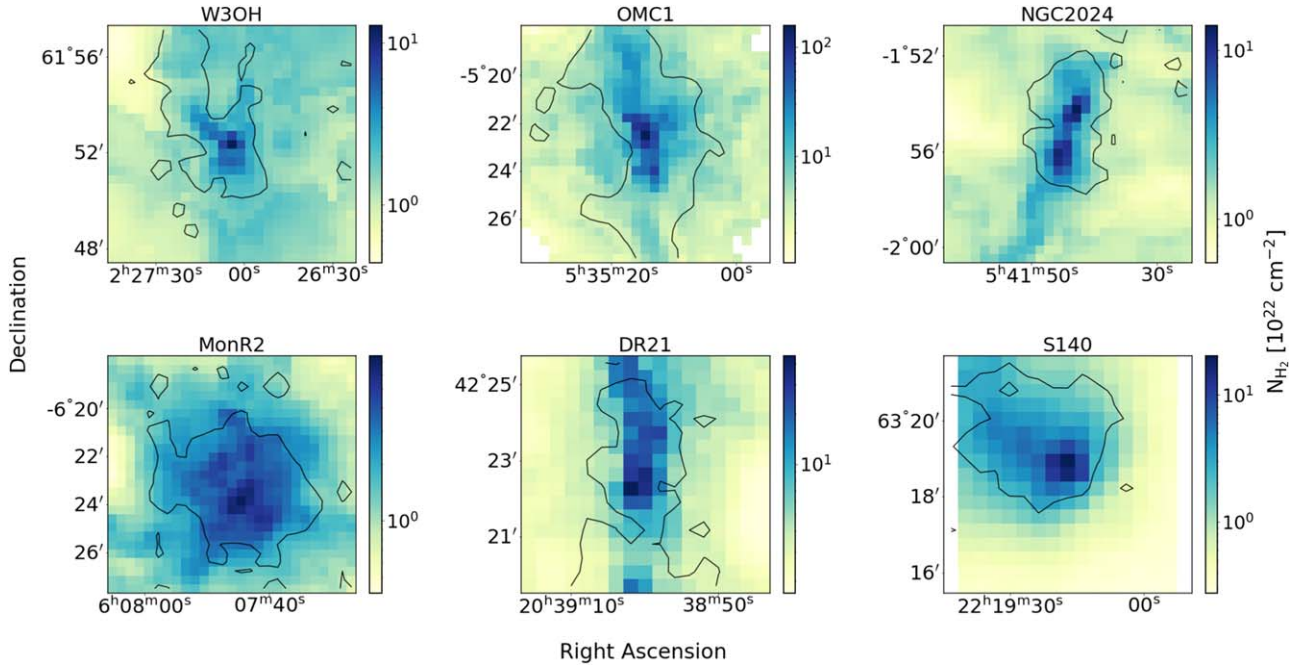 W3OH
OMC1
NGC2024
61°56′
52′
48′
2ʰ27ᵐ30ˢ 00ˢ 26ᵐ30ˢ
10¹
10⁰
-5°20′
22′
24′
26′
5ʰ35ᵐ20ˢ 00ˢ
10²
10¹
-1°52′
56′
-2°00′
5ʰ41ᵐ50ˢ 30ˢ
10¹
10⁰
Declination
N_H₂ [10²² cm⁻²]
MonR2
DR21
S140
-6°20′
22′
24′
26′
6ʰ08ᵐ00ˢ 07ᵐ40ˢ
10⁰
42°25′
23′
21′
20ʰ39ᵐ10ˢ 38ᵐ50ˢ
10¹
63°20′
18′
16′
22ʰ19ᵐ30ˢ 00ˢ
10¹
10⁰
Right Ascension